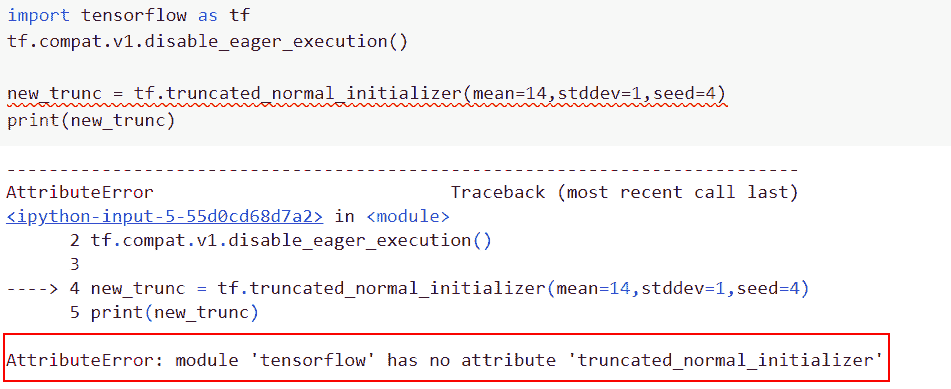 import tensorflow as tf
tf.compat.v1.disable_eager_execution()
new_trunc = tf.truncated_normal_initializer(mean=14,stddev=1,seed=4)
print(new_trunc)
---------------------------------------------------------------------------
AttributeError                            Traceback (most recent call last)
<ipython-input-5-55d0cd68d7a2> in <module>
      2 tf.compat.v1.disable_eager_execution()
      3
----> 4 new_trunc = tf.truncated_normal_initializer(mean=14,stddev=1,seed=4)
      5 print(new_trunc)
AttributeError: module 'tensorflow' has no attribute 'truncated_normal_initializer'